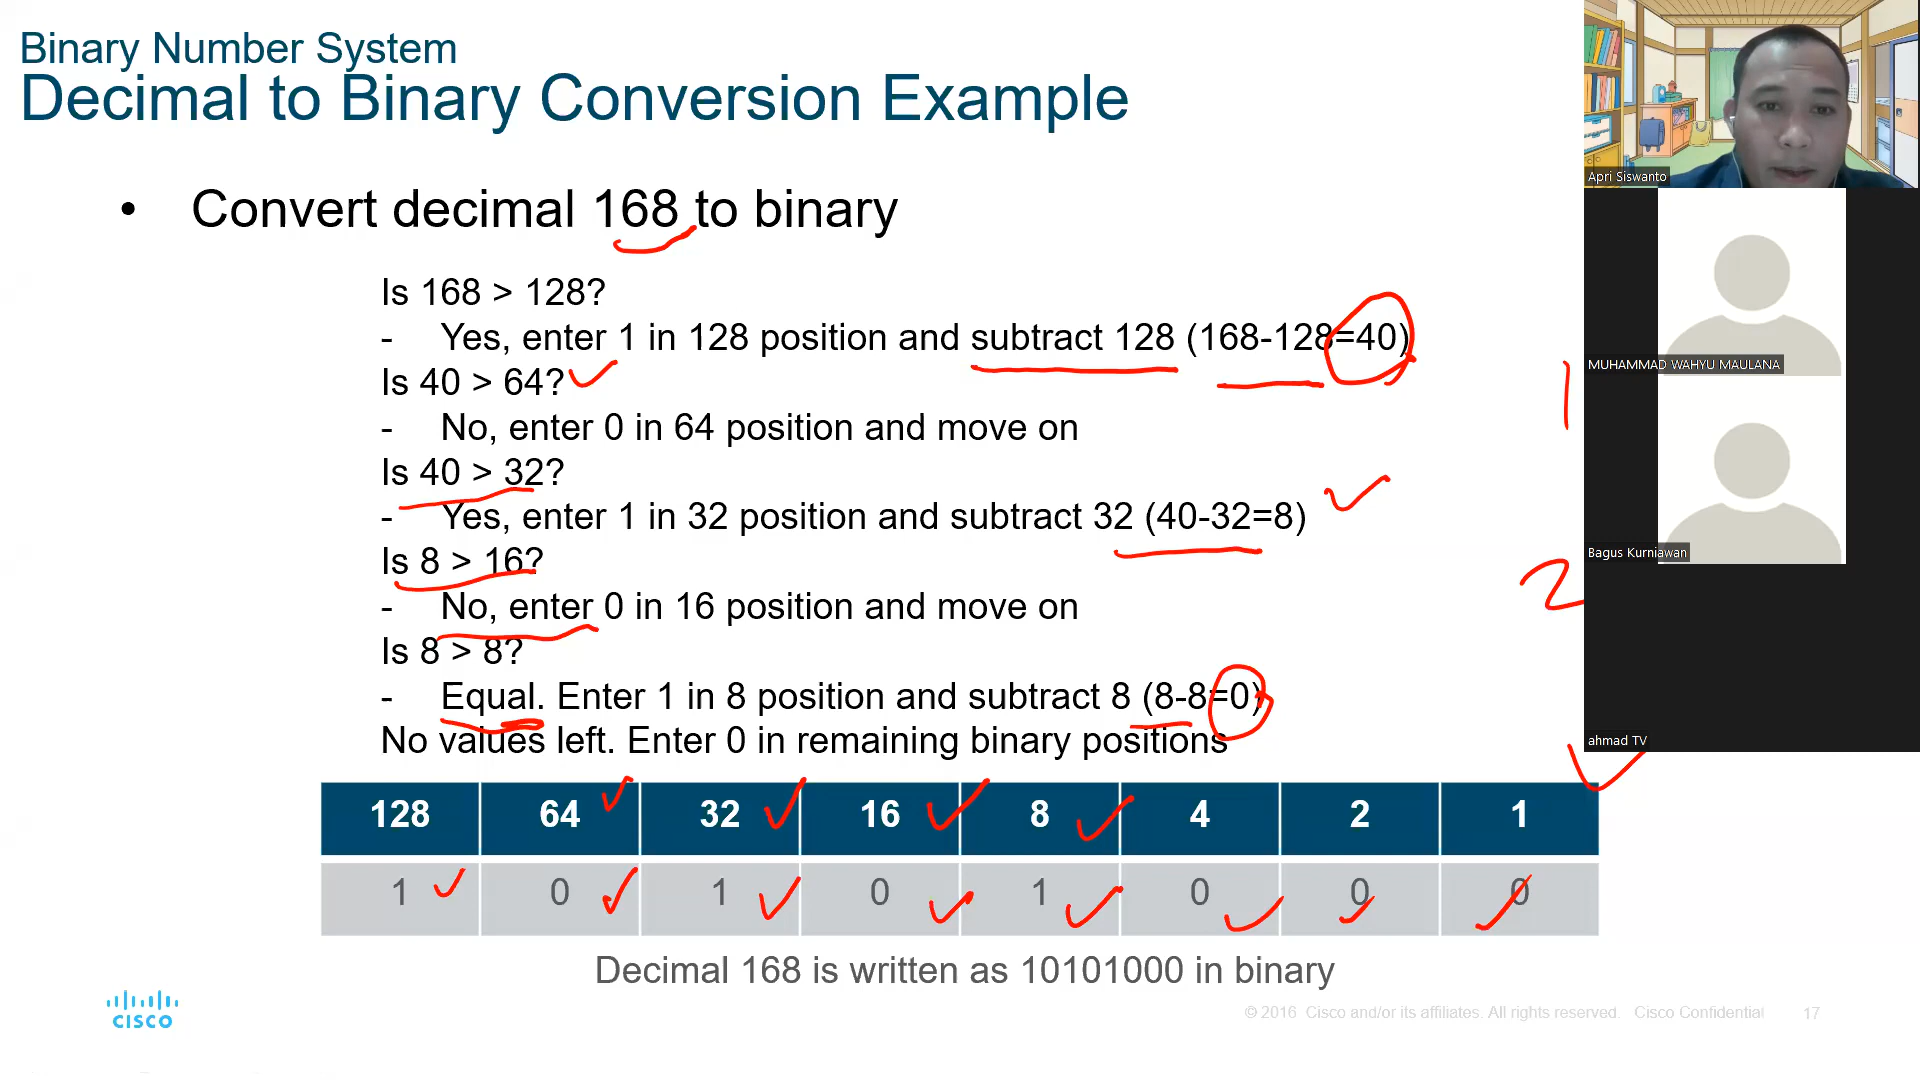 Binary Number System
Decimal to Binary Conversion Example
• Convert decimal 168 to binary
Is 168 > 128?
- Yes, enter 1 in 128 position and subtract 128 (168-128=40)
Is 40 > 64?
- No, enter 0 in 64 position and move on
Is 40 > 32?
- Yes, enter 1 in 32 position and subtract 32 (40-32=8)
Is 8 > 16?
- No, enter 0 in 16 position and move on
Is 8 > 8?
- Equal. Enter 1 in 8 position and subtract 8 (8-8=0)
No values left. Enter 0 in remaining binary positions
128 64 32 16 8 4 2 1
1 0 1 0 1 0 0 0
Decimal 168 is written as 10101000 in binary
CISCO
© 2016 Cisco and/or its affiliates. All rights reserved. Cisco Confidential 17
Apri Siswanto
MUHAMMAD WAHYU MAULANA
1
Bagus Kurniawan
2
ahmad TV